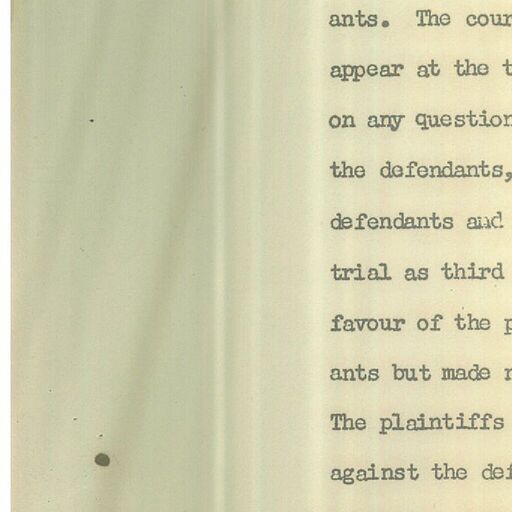 ants. The cour
appear at the t
on any question
the defendants,
defendants and
trial as third
favour of the p
ants but made
The plaintiffs
against the def